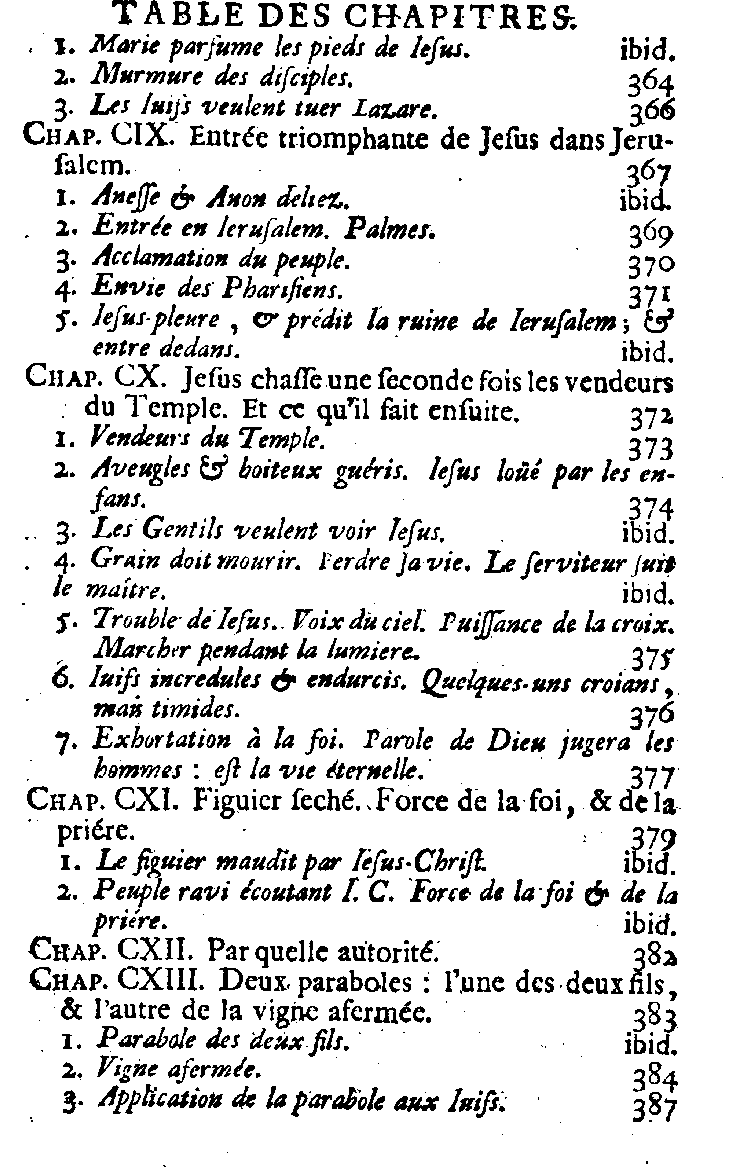 TABLE DES CHAPITRES.
1. Marie parfume les pieds de Iesus. ibid.
2. Murmure des disciples. 364
3. Les Iuifs veulent tuer Lazare. 366
CHAP. CIX. Entrée triomphante de Jesus dans Jeru-
salem. 367
1. Anesse & Anon deliez. ibid.
2. Entrée en Ierusalem. Palmes. 369
3. Acclamation du peuple. 370
4. Envie des Pharisiens. 371
5. Iesus pleure, & prédit la ruine de Ierusalem; &
entre dedans. ibid.
CHAP. CX. Jesus chasse une seconde fois les vendeurs
du Temple. Et ce qu'il fait ensuite. 372
1. Vendeurs du Temple. 373
2. Aveugles & boiteux guéris. Iesus loüé par les en-
fans. 374
3. Les Gentils veulent voir Iesus. ibid.
4. Grain doit mourir. Perdre sa vie. Le serviteur suit
le maître. ibid.
5. Trouble de Iesus. Voix du ciel. Puissance de la croix.
Marcher pendant la lumiere. 375
6. Iuifs incredules & endurcis. Quelques-uns croians,
mais timides. 376
7. Exhortation à la foi. Parole de Dieu jugera les
hommes : est la vie éternelle. 377
CHAP. CXI. Figuier seché. Force de la foi, & de la
priére. 379
1. Le figuier maudit par Iesus-Christ. ibid.
2. Peuple ravi écoutant I. C. Force de la foi & de la
priére. ibid.
CHAP. CXII. Par quelle autorité. 382
CHAP. CXIII. Deux paraboles : l'une des deux fils,
& l'autre de la vigne afermée. 383
1. Parabole des deux fils. ibid.
2. Vigne afermée. 384
3. Application de la parabole aux Iuifs. 387